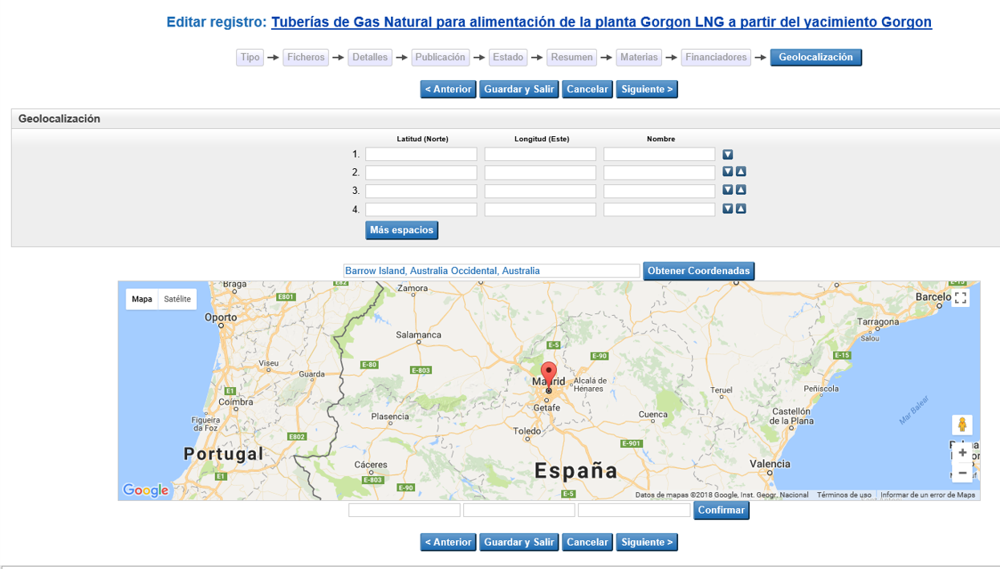 Editar registro: Tuberías de Gas Natural para alimentación de la planta Gorgon LNG a partir del yacimiento Gorgon
Tipo Ficheros Detalles Publicación Estado Resumen Materias Financiadores Geolocalización
< Anterior Guardar y Salir Cancelar Siguiente >
Geolocalización
Latitud (Norte) Longitud (Este) Nombre
1.
2.
3.
4.
Más espacios
Barrow Island, Australia Occidental, Australia Obtener Coordenadas
Braga E82 Zamora E-15
Mapa Satélite E801 Barcelo
Oporto Tarragona
Salamanca Salou
E-5
Viseu E-80 E-803 E-90 E-15
Guarda Madrid Alcalá de Henares
E1 Teruel Peñíscola
Coímbra Getafe
Figueira da Foz Plasencia Cuenca Castellón de la Plana Mar Balear
E802 Toledo E-901
Portugal Cáceres España Valencia
E1 E-803 E-90 E-5
Google Datos de mapas ©2018 Google, Inst. Geogr. Nacional Términos de uso Informar de un error de Maps
Confirmar
< Anterior Guardar y Salir Cancelar Siguiente >